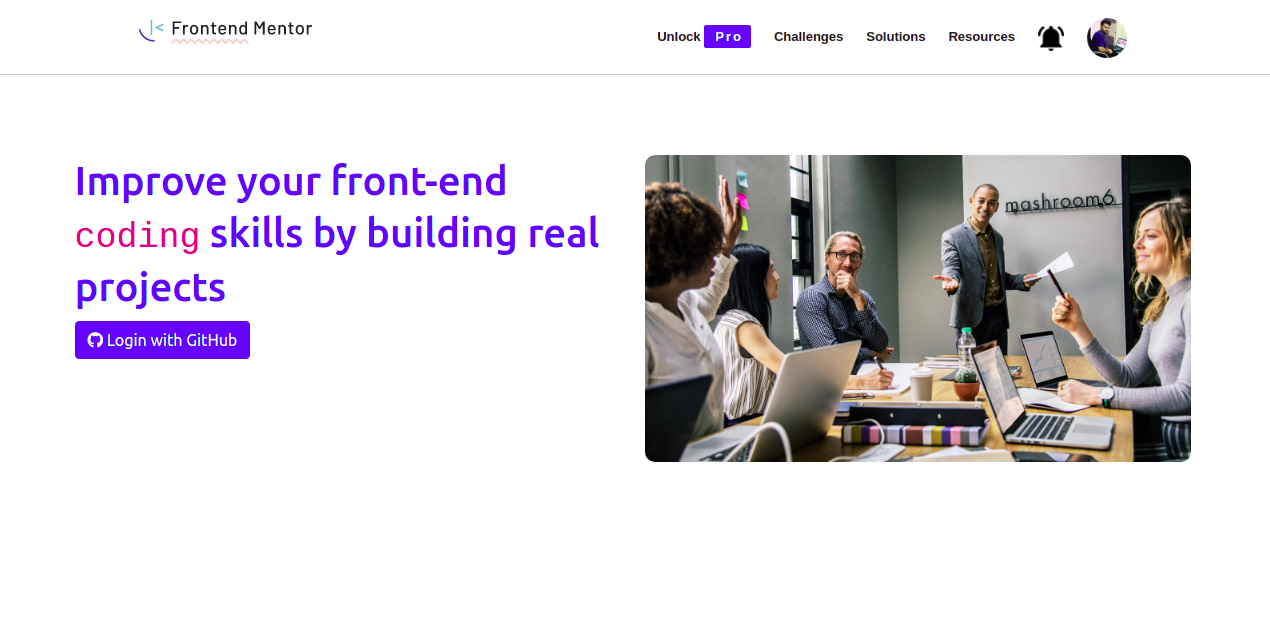 Frontend Mentor
Unlock Pro Challenges Solutions Resources
Improve your front-end
coding skills by building real
projects
Login with GitHub
mashroom6